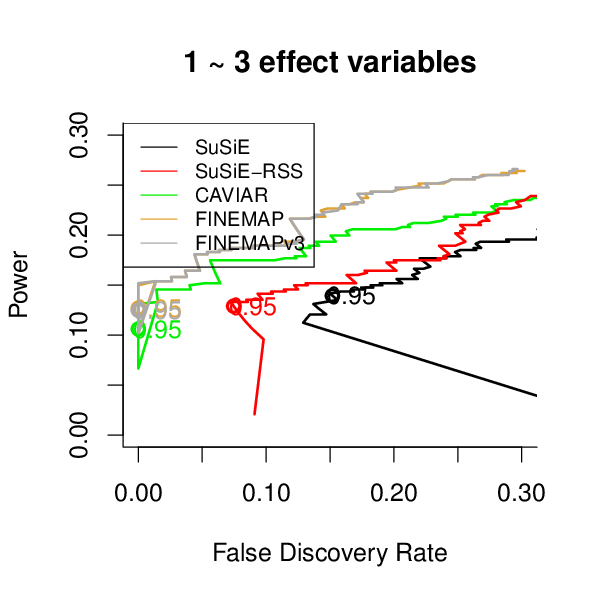 1 ~ 3 effect variables
Power
0.00
0.10
0.20
0.30
SuSiE
SuSiE−RSS
CAVIAR
FINEMAP
FINEMAPv3
0.95
0.95
0.95
0.95
0.95
0.00
0.10
0.20
0.30
False Discovery Rate